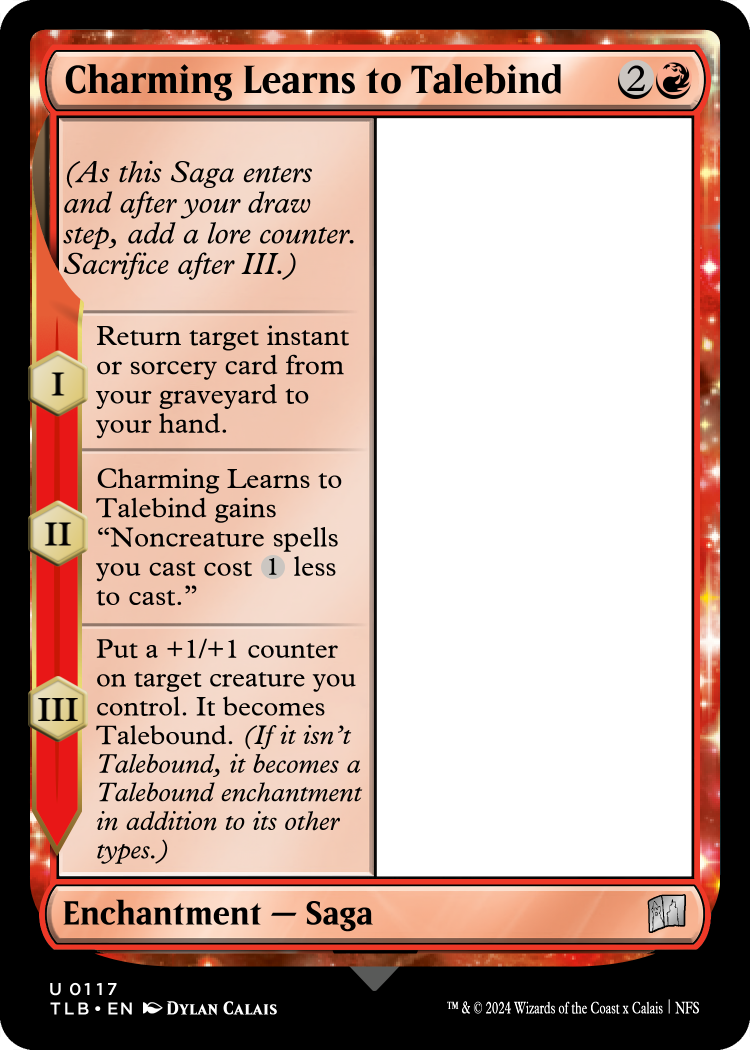 Charming Learns to Talebind 2
(As this Saga enters
and after your draw
step, add a lore counter.
Sacrifice after III.)
I
Return target instant
or sorcery card from
your graveyard to
your hand.
II
Charming Learns to
Talebind gains
“Noncreature spells
you cast cost 1 less
to cast.”
III
Put a +1/+1 counter
on target creature you
control. It becomes
Talebound. (If it isn’t
Talebound, it becomes a
Talebound enchantment
in addition to its other
types.)
Enchantment — Saga
U 0117
TLB • EN DYLAN CALAIS
™ & © 2024 Wizards of the Coast x Calais | NFS